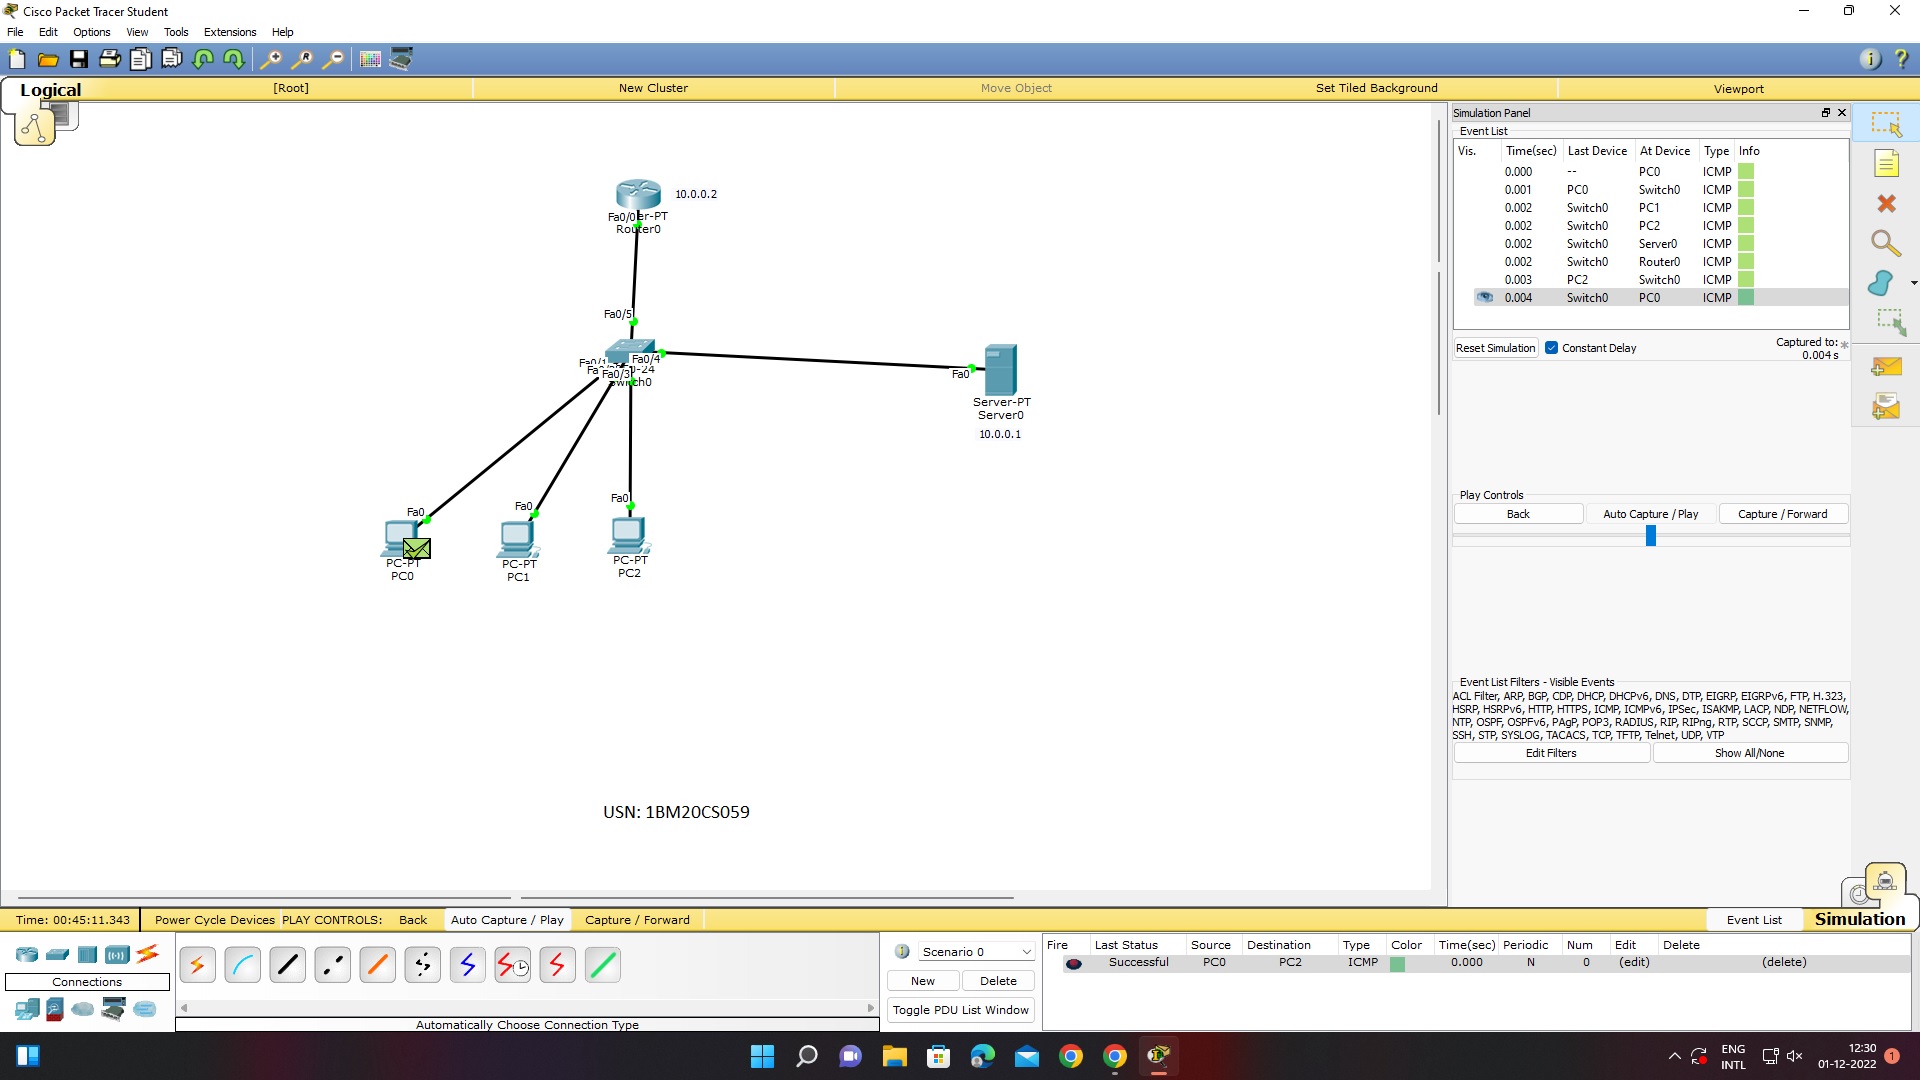 Cisco Packet Tracer Student
File Edit Options View Tools Extensions Help
Logical [Root] New Cluster Move Object Set Tiled Background Viewport
10.0.0.2
Fa0/0 er-PT
Router0
Fa0/5
Fa0/1 Fa0/4
Fa0/3 0-24
Switch0
Fa0
Server-PT
Server0
10.0.0.1
Fa0 Fa0 Fa0
PC-PT PC-PT PC-PT
PC0 PC1 PC2
USN: 1BM20CS059
Simulation Panel
Event List
Vis. Time(sec) Last Device At Device Type Info
0.000 -- PC0 ICMP
0.001 PC0 Switch0 ICMP
0.002 Switch0 PC1 ICMP
0.002 Switch0 PC2 ICMP
0.002 Switch0 Server0 ICMP
0.002 Switch0 Router0 ICMP
0.003 PC2 Switch0 ICMP
0.004 Switch0 PC0 ICMP
Reset Simulation Constant Delay Captured to: *
0.004 s
Play Controls
Back Auto Capture / Play Capture / Forward
Event List Filters - Visible Events
ACL Filter, ARP, BGP, CDP, DHCP, DHCPv6, DNS, DTP, EIGRP, EIGRPv6, FTP, H.323,
HSRP, HSRPv6, HTTP, HTTPS, ICMP, ICMPv6, IPSec, ISAKMP, LACP, NDP, NETFLOW,
NTP, OSPF, OSPFv6, PAgP, POP3, RADIUS, RIP, RIPng, RTP, SCCP, SMTP, SNMP,
SSH, STP, SYSLOG, TACACS, TCP, TFTP, Telnet, UDP, VTP
Edit Filters Show All/None
Time: 00:45:11.343 Power Cycle Devices PLAY CONTROLS: Back Auto Capture / Play Capture / Forward Event List Simulation
Connections
Automatically Choose Connection Type
Scenario 0
New Delete
Toggle PDU List Window
Fire Last Status Source Destination Type Color Time(sec) Periodic Num Edit Delete
Successful PC0 PC2 ICMP 0.000 N 0 (edit) (delete)
ENG
INTL
12:30
01-12-2022
1